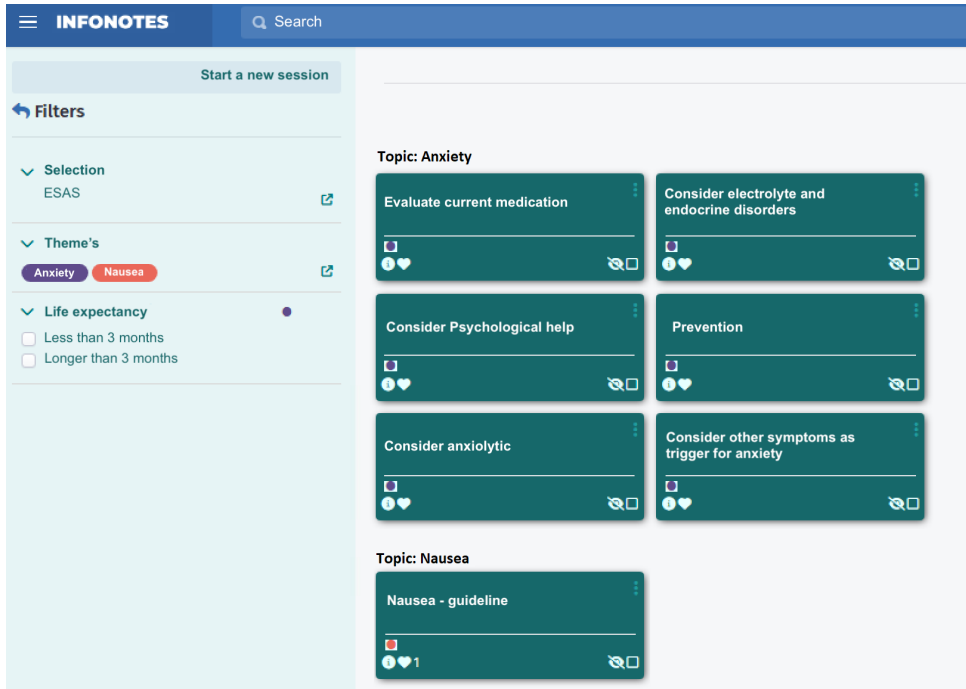 INFONOTES
Search
Start a new session
Filters
Selection
ESAS
Theme's
Anxiety Nausea
Life expectancy
Less than 3 months
Longer than 3 months
Topic: Anxiety
Evaluate current medication
Consider electrolyte and
endocrine disorders
Consider Psychological help
Prevention
Consider anxiolytic
Consider other symptoms as
trigger for anxiety
Topic: Nausea
Nausea - guideline
1